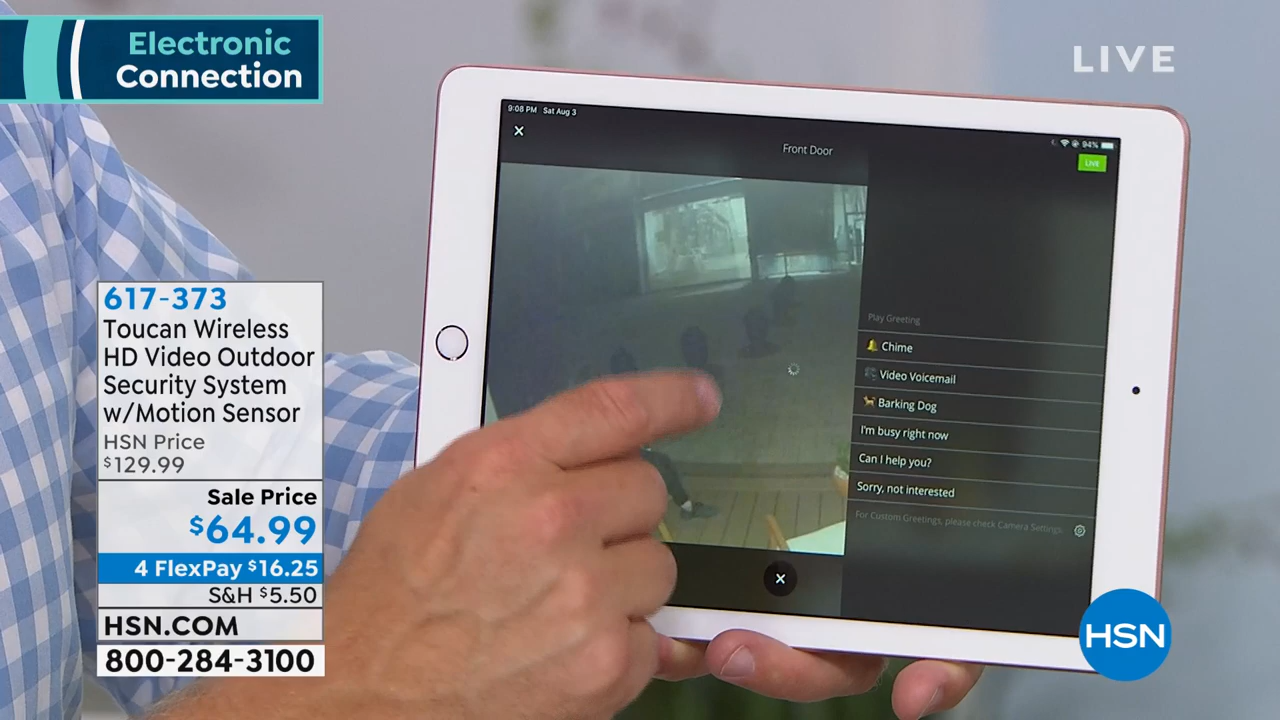 Electronic
Connection
LIVE
9:08 PM Sat Aug 3
94%
Front Door
LIVE
617-373
Toucan Wireless
HD Video Outdoor
Security System
w/Motion Sensor
HSN Price
$129.99
Sale Price
$64.99
4 FlexPay $16.25
S&H $5.50
HSN.COM
800-284-3100
Play Greeting
Chime
Video Voicemail
Barking Dog
I'm busy right now
Can I help you?
Sorry, not interested
For Custom Greetings, please check Camera Settings.
HSN